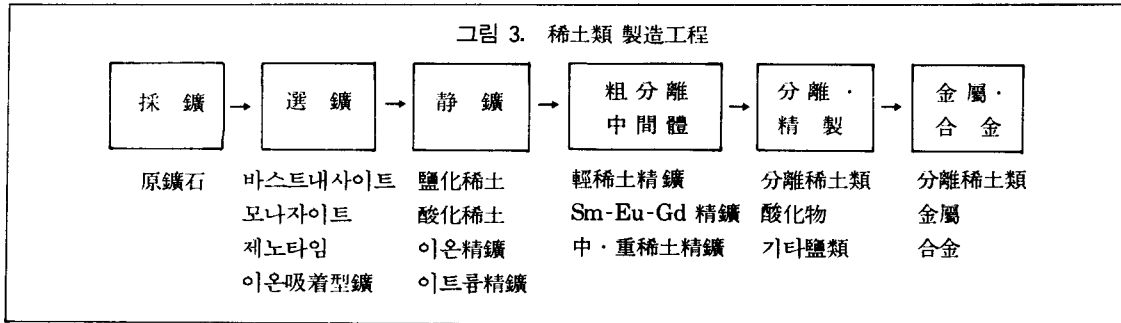 그림 3. 稀土類 製造工程
採 鑛 → 選 鑛 → 静 鑛 → 粗分離 中間體 → 分離· 精製 → 金屬· 合金
原鑛石 바스트내사이트 鹽化稀土 輕稀土精鑛 分離稀土類 分離稀土類
모나자이트 酸化稀土 Sm-Eu-Gd 精鑛 酸化物 金屬
제노타임 이온精鑛 中·重稀土精鑛 기타鹽類 合金
이온吸着型鑛 이트륨精鑛